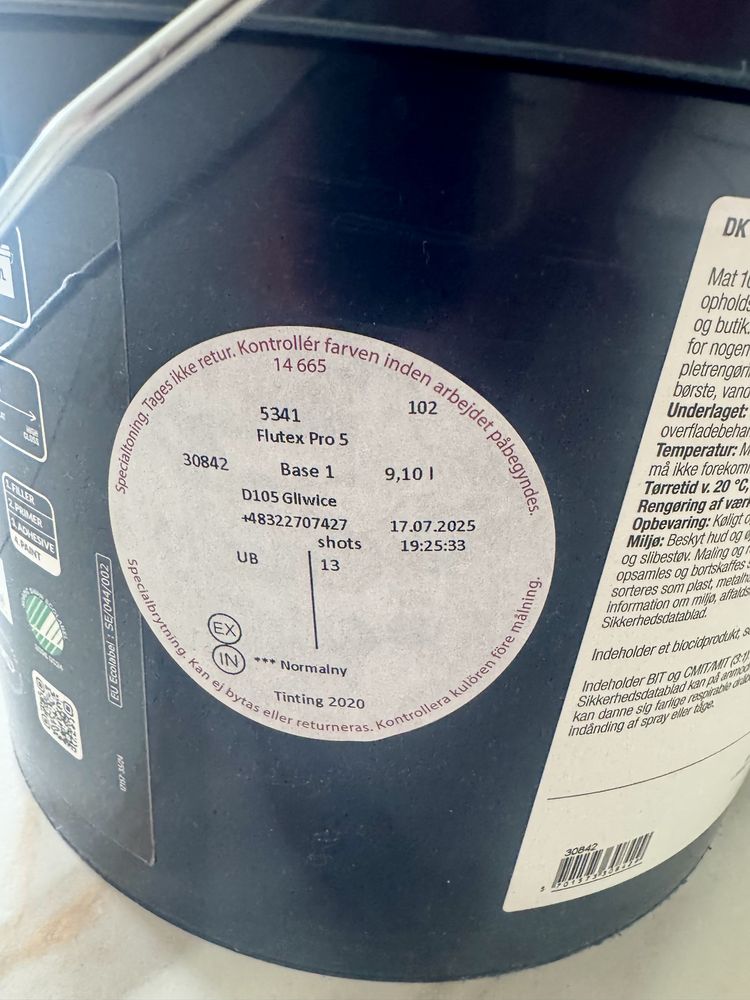 Specialtoning. Tages ikke retur. Kontrollér farven inden arbejdet påbegyndes.
14 665
5341
102
Flutex Pro 5
30842
Base 1
9,10 l
D105 Gliwice
+48322707427
17.07.2025
shots
19:25:33
UB
13
EX
IN
*** Normalny
Tinting 2020
Specialbrytning. Kan ej bytas eller returneras. Kontrollera kulören före målning.
HIGH GLOSS
1.FILLER
2.PRIMER
3.ADHESIVE
4.PAINT
EU Ecolabel : SE/044/002
DK
Mat
opholds
og butik
for nogen
pletrengøri
børste, vand
Underlaget:
overfladebehan
Temperatur:
må ikke forekom
Tørretid v. 20 °C,
Rengøring af vær
Opbevaring: Køligt o
Miljø: Beskyt hud og ø
og slibestøv. Maling og
opsamles og bortskaffes
sorteres som plast, metal
Information om miljø, affalds
Sikkerhedsdatablad.
Indeholder et biocidprodukt,
Indeholder BIT og CMIT/MIT (3:1)
Sikkerhedsdatablad kan på anmo
kan danne sig farlige respirable dråb
indånding af spray eller tåge.
30842